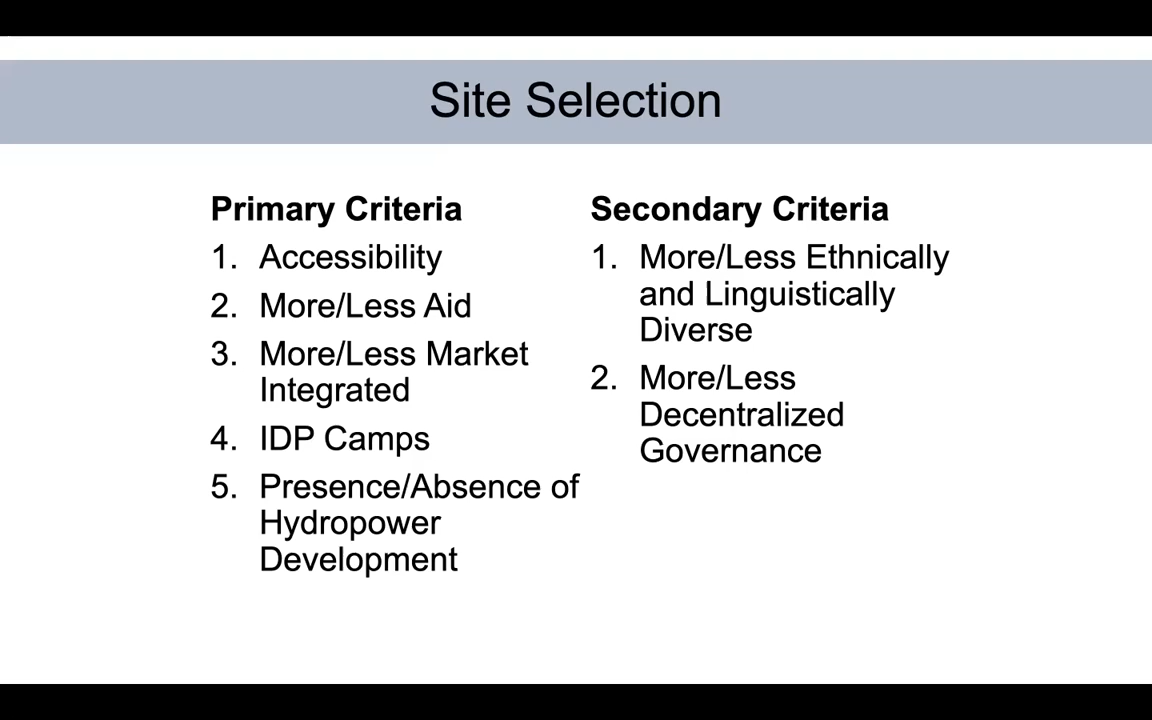 Site Selection
Primary Criteria
1. Accessibility
2. More/Less Aid
3. More/Less Market
Integrated
4. IDP Camps
5. Presence/Absence of
Hydropower
Development
Secondary Criteria
1. More/Less Ethnically
and Linguistically
Diverse
2. More/Less
Decentralized
Governance